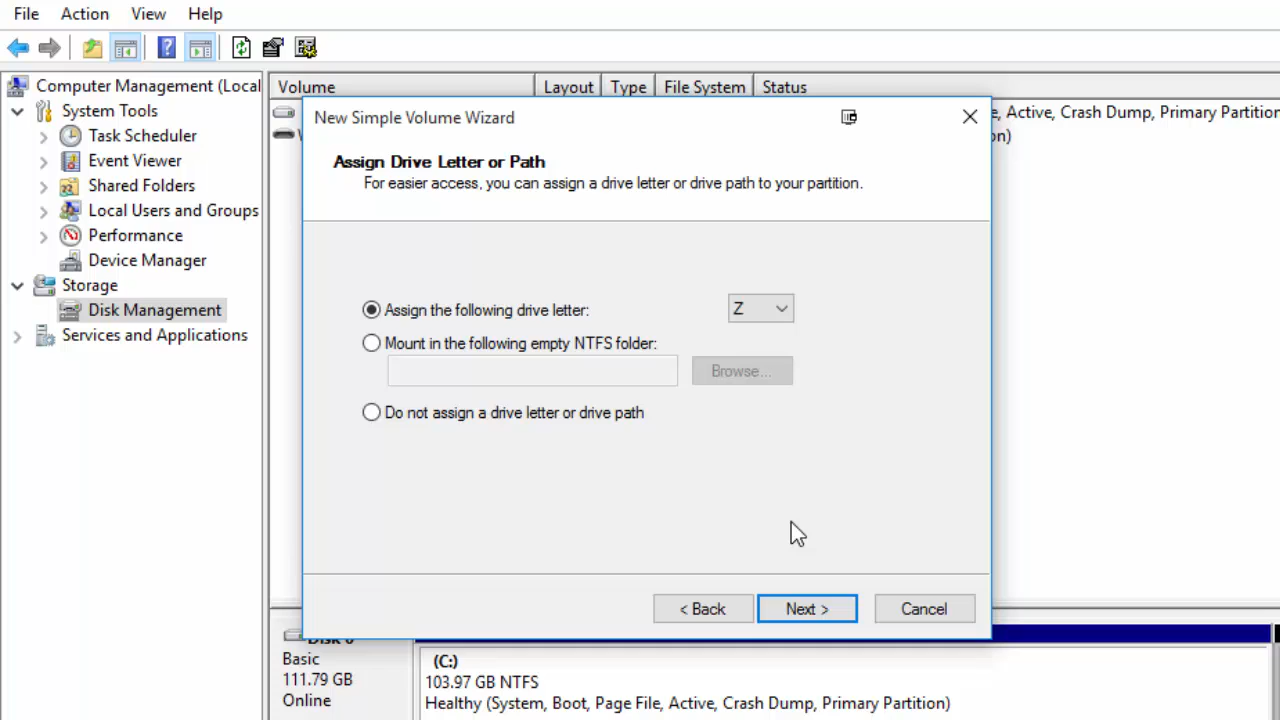 File Action View Help
Computer Management (Local
System Tools
Task Scheduler
Event Viewer
Shared Folders
Local Users and Groups
Performance
Device Manager
Storage
Disk Management
Services and Applications
Volume Layout Type File System Status
, Active, Crash Dump, Primary Partition
on)
New Simple Volume Wizard
Assign Drive Letter or Path
For easier access, you can assign a drive letter or drive path to your partition.
Assign the following drive letter: Z
Mount in the following empty NTFS folder:
Browse...
Do not assign a drive letter or drive path
< Back Next > Cancel
Basic
111.79 GB
Online
(C:)
103.97 GB NTFS
Healthy (System, Boot, Page File, Active, Crash Dump, Primary Partition)